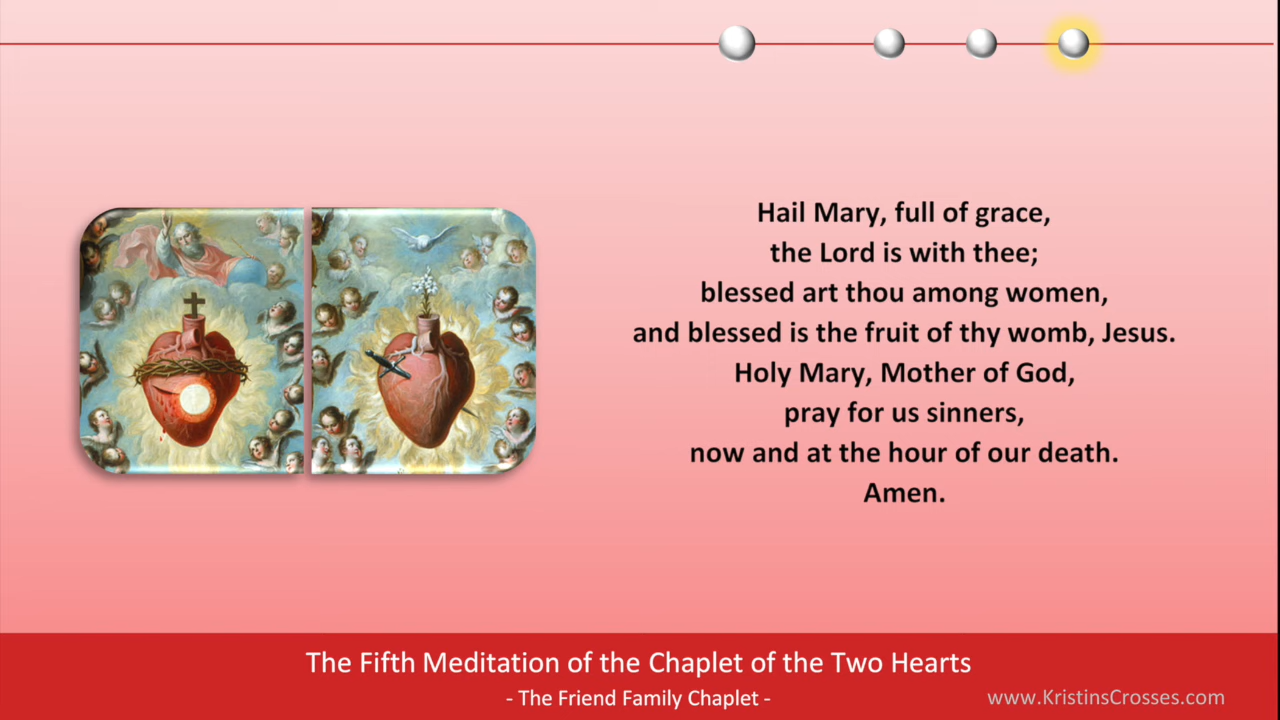 Hail Mary, full of grace,
the Lord is with thee;
blessed art thou among women,
and blessed is the fruit of thy womb, Jesus.
Holy Mary, Mother of God,
pray for us sinners,
now and at the hour of our death.
Amen.
The Fifth Meditation of the Chaplet of the Two Hearts
- The Friend Family Chaplet -
www.KristinsCrosses.com